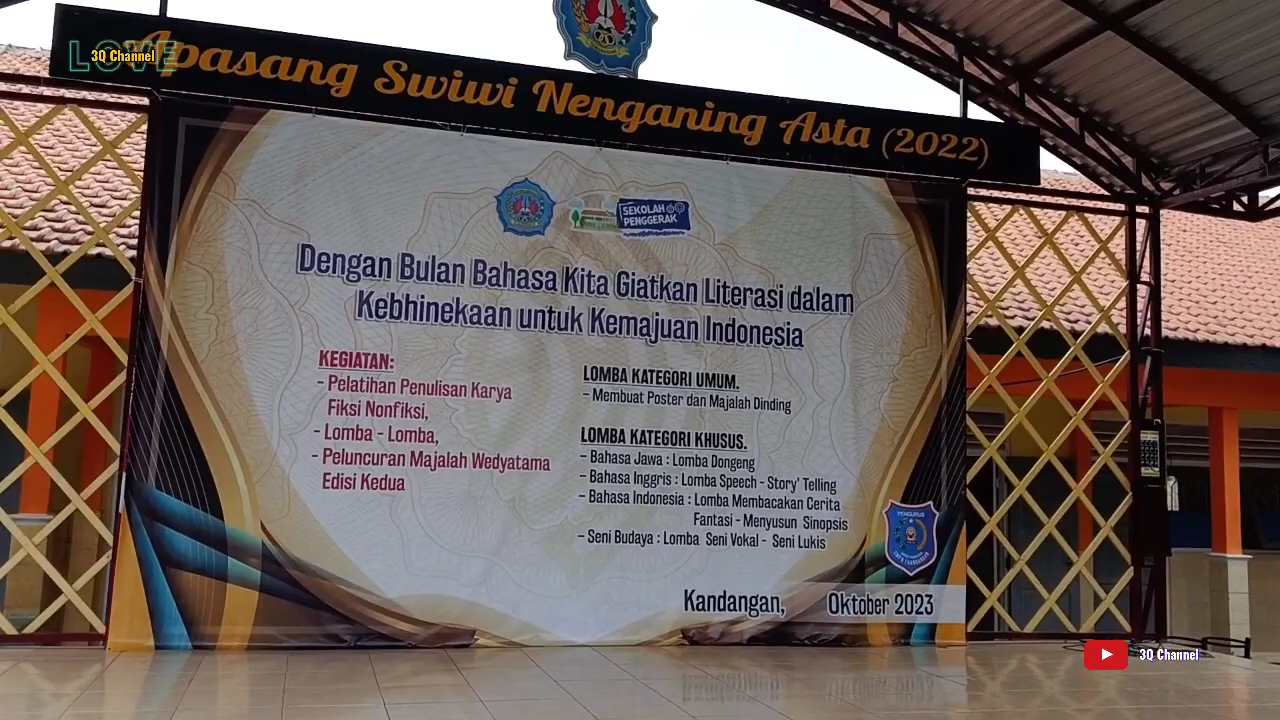 LOVE
3Q Channel
Apasang Swiwi Nenganing Asta (2022)
SEKOLAH
PENGGERAK
Dengan Bulan Bahasa Kita Giatkan Literasi dalam
Kebhinekaan untuk Kemajuan Indonesia
KEGIATAN:
- Pelatihan Penulisan Karya
Fiksi Nonfiksi,
- Lomba - Lomba,
- Peluncuran Majalah Wedyatama
Edisi Kedua
LOMBA KATEGORI UMUM.
- Membuat Poster dan Majalah Dinding
LOMBA KATEGORI KHUSUS.
- Bahasa Jawa : Lomba Dongeng
- Bahasa Inggris : Lomba Speech - Story' Telling
- Bahasa Indonesia : Lomba Membacakan Cerita
Fantasi - Menyusun Sinopsis
- Seni Budaya : Lomba Seni Vokal - Seni Lukis
PENGURUS
Kandangan, Oktober 2023
3Q Channel